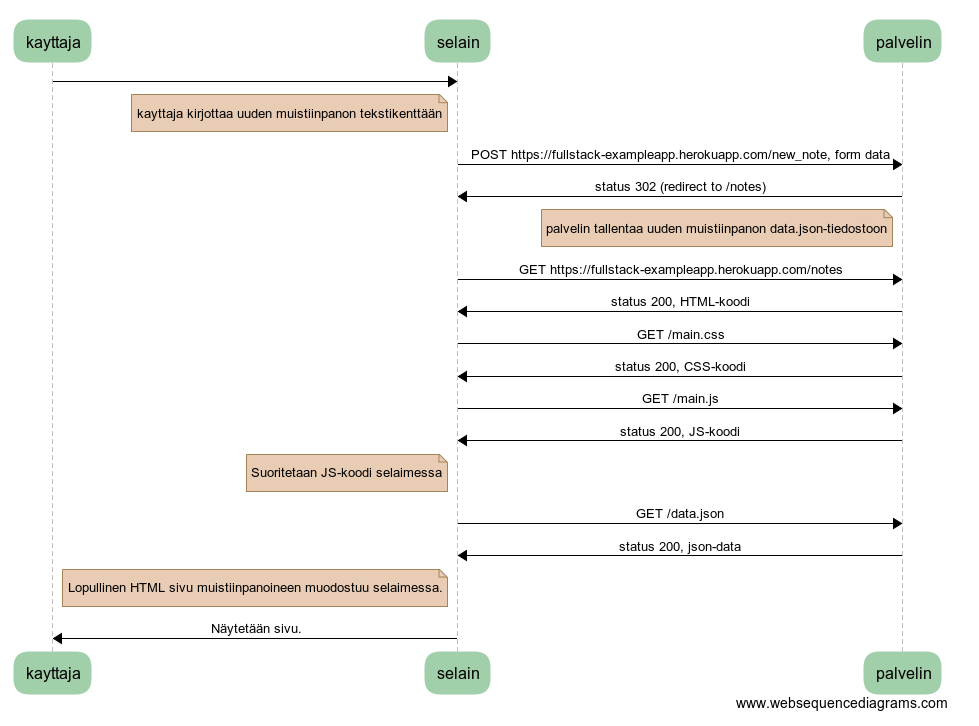 kayttaja selain palvelin
kayttaja kirjottaa uuden muistiinpanon tekstikenttään
POST https://fullstack-exampleapp.herokuapp.com/new_note, form data
status 302 (redirect to /notes)
palvelin tallentaa uuden muistiinpanon data.json-tiedostoon
GET https://fullstack-exampleapp.herokuapp.com/notes
status 200, HTML-koodi
GET /main.css
status 200, CSS-koodi
GET /main.js
status 200, JS-koodi
Suoritetaan JS-koodi selaimessa
GET /data.json
status 200, json-data
Lopullinen HTML sivu muistiinpanoineen muodostuu selaimessa.
Näytetään sivu.
kayttaja selain palvelin
www.websequencediagrams.com